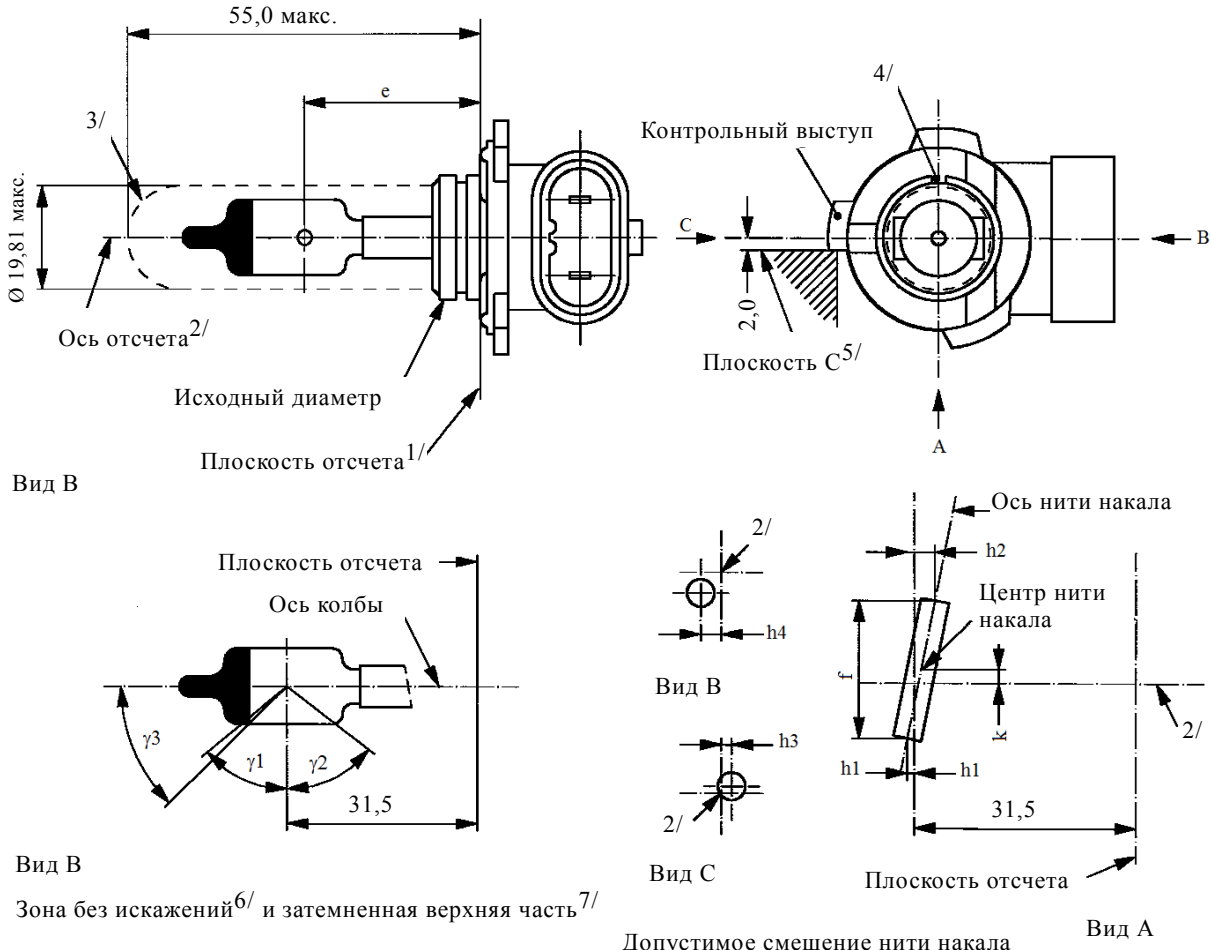 55,0 макс.
e
3/
4/
Контрольный выступ
Ø 19,81 макс.
C
B
2,0
Ось отсчета2/
Плоскость C5/
Исходный диаметр
A
Плоскость отсчета1/
Вид B
Ось нити накала
2/
h2
Плоскость отсчета
Ось колбы
Центр нити
накала
h4
f
k
Вид B
γ3
γ1
γ2
h3
2/
h1
h1
31,5
31,5
2/
Вид B
Вид C
Плоскость отсчета
Зона без искажений6/ и затемненная верхняя часть7/
Вид A
Допустимое смещение нити накала